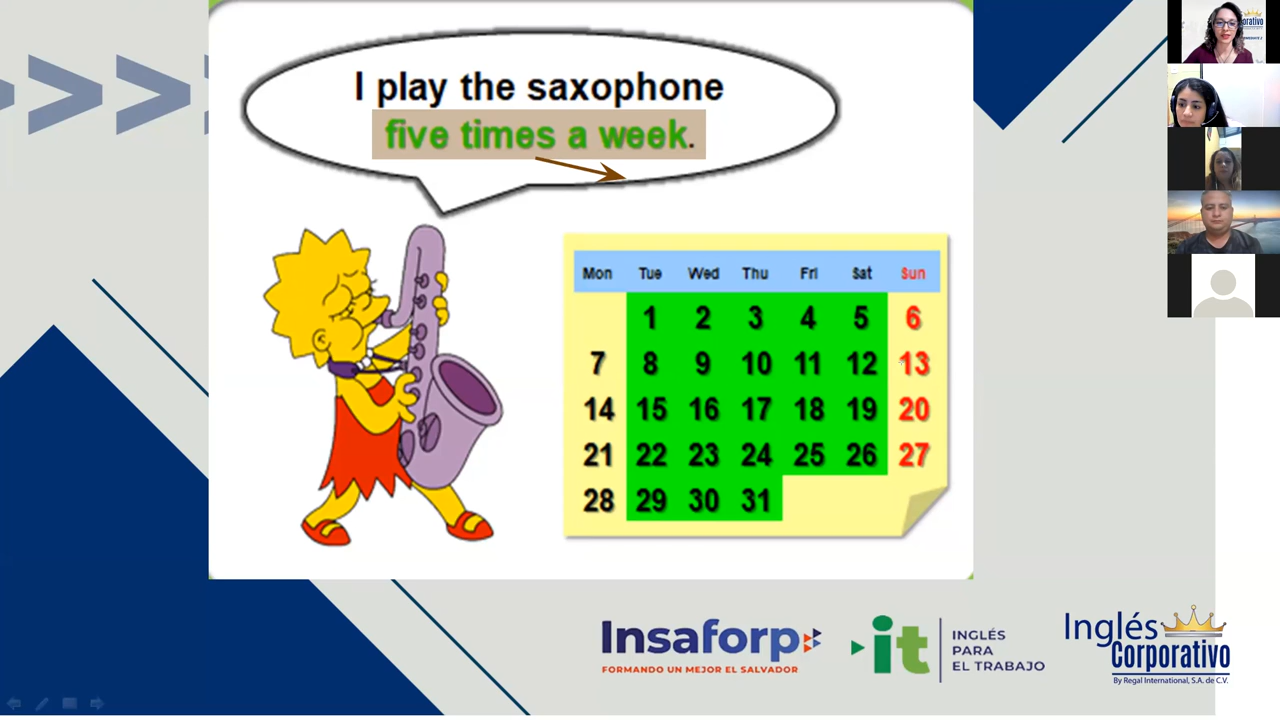 I play the saxophone
five times a week.
Mon Tue Wed Thu Fri Sat Sun
1 2 3 4 5 6
7 8 9 10 11 12 13
14 15 16 17 18 19 20
21 22 23 24 25 26 27
28 29 30 31
Insaforp
FORMANDO UN MEJOR EL SALVADOR
it
INGLÉS
PARA
EL TRABAJO
Inglés
Corporativo
By Regal International, S.A. de C.V.